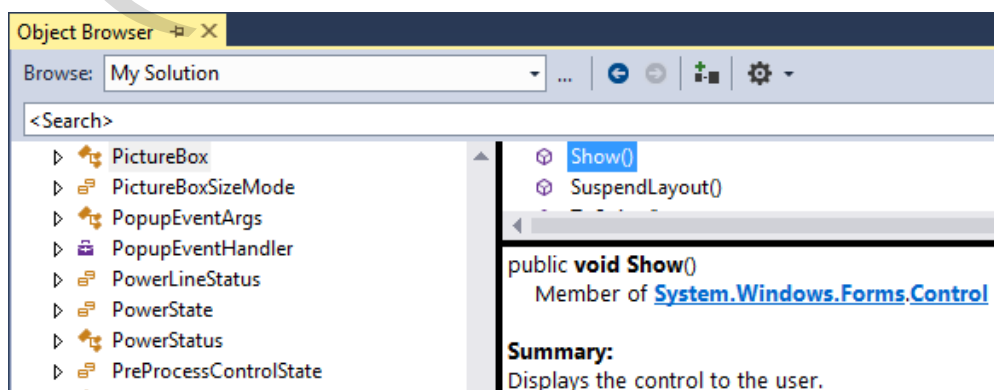 Object Browser
Browse: My Solution
...
<Search>
PictureBox
PictureBoxSizeMode
PopupEventArgs
PopupEventHandler
PowerLineStatus
PowerState
PowerStatus
PreProcessControlState
Show()
SuspendLayout()
public void Show()
Member of System.Windows.Forms.Control
Summary:
Displays the control to the user.